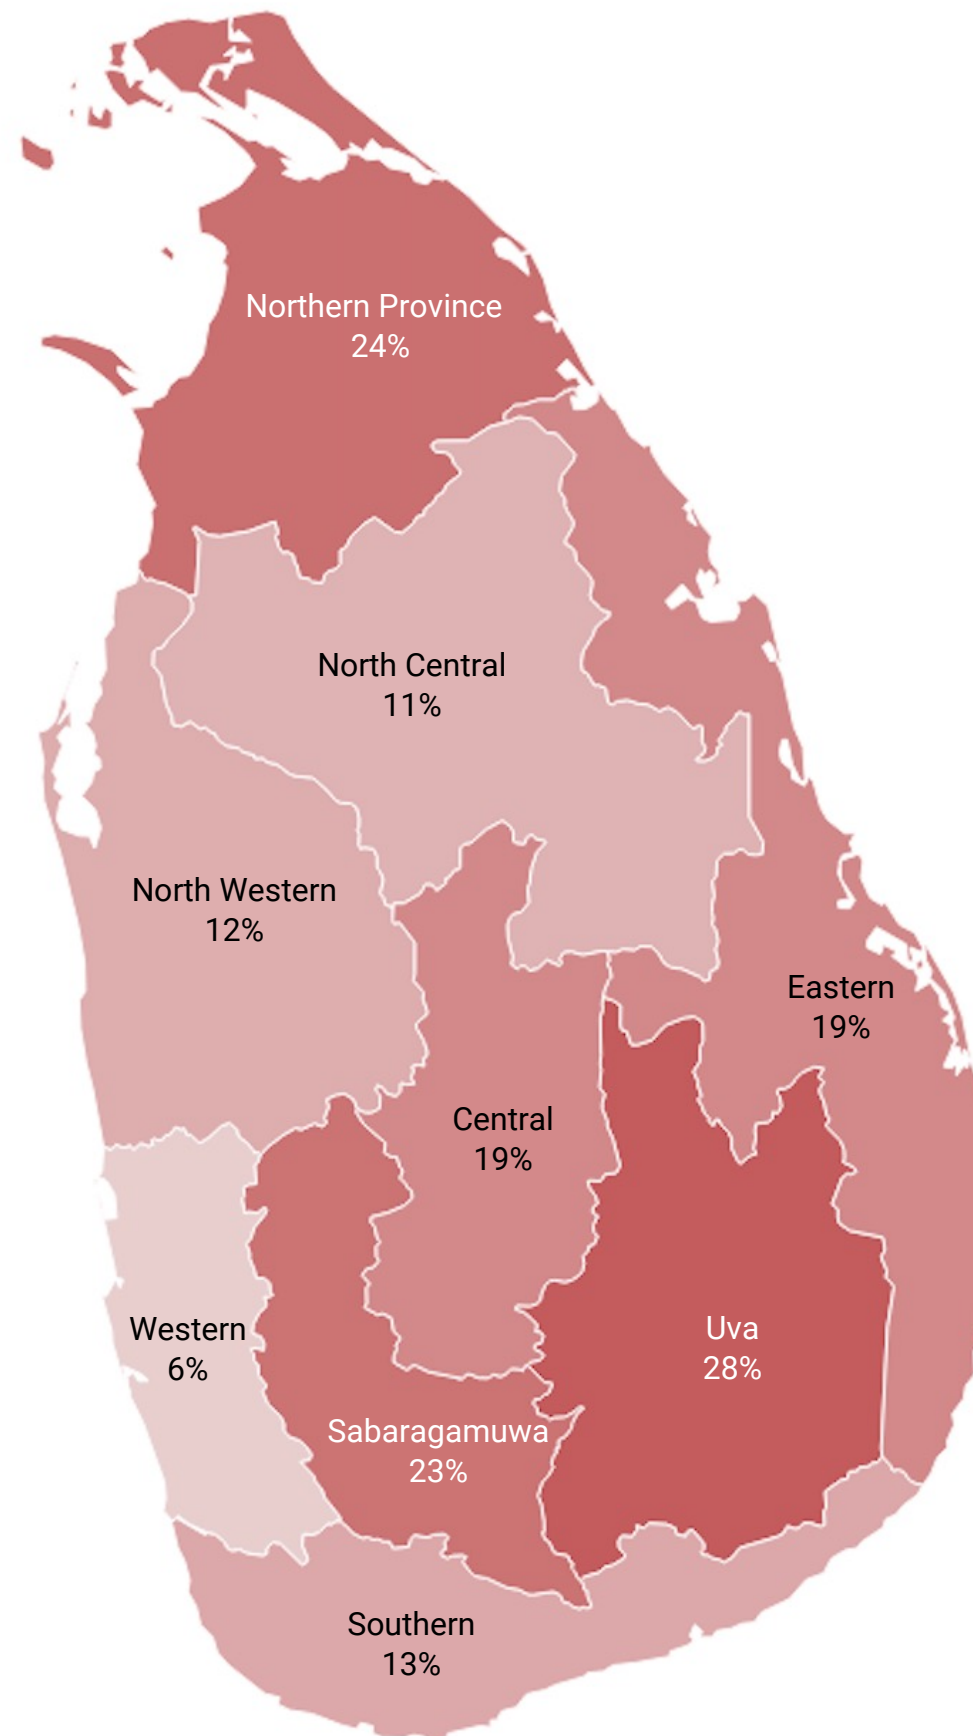 Northern Province
24%
North Central
11%
North Western
12%
Eastern
19%
Central
19%
Western
6%
Uva
28%
Sabaragamuwa
23%
Southern
13%